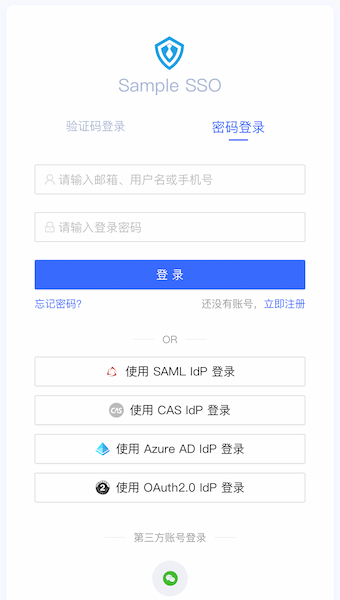 Sample SSO
验证码登录 密码登录
请输入邮箱、用户名或手机号
请输入登录密码
登 录
忘记密码? 还没有账号，立即注册
OR
使用 SAML IdP 登录
CAS 使用 CAS IdP 登录
使用 Azure AD IdP 登录
2 使用 OAuth2.0 IdP 登录
第三方账号登录